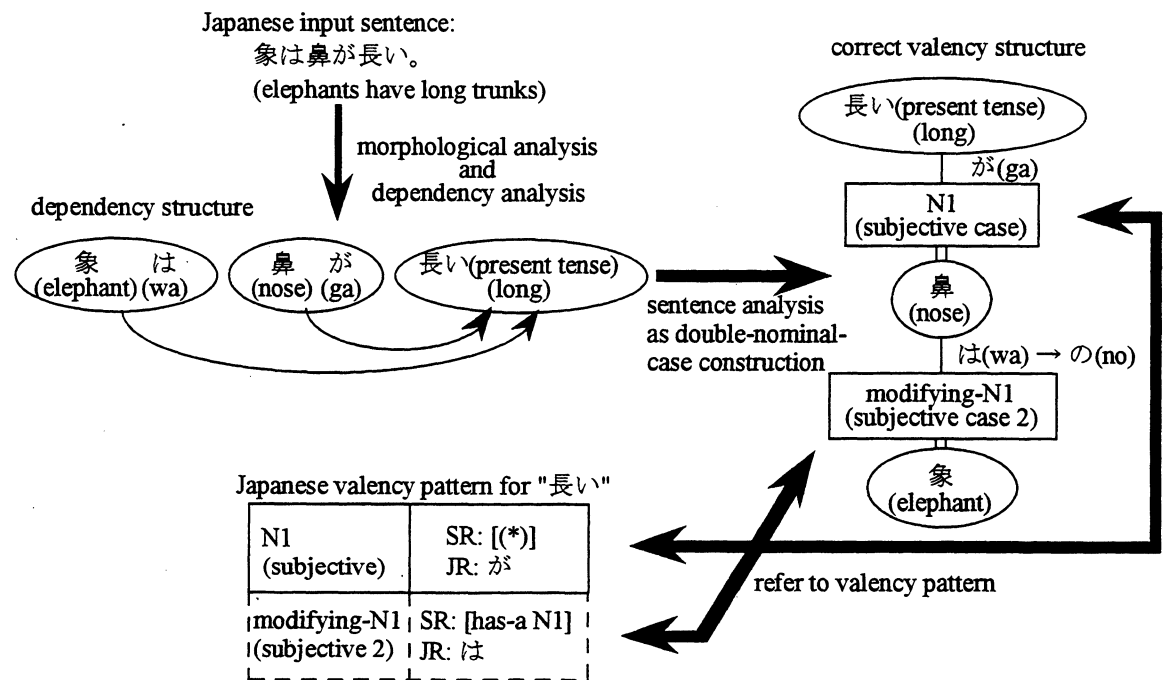 Japanese input sentence:
象は鼻が長い。
(elephants have long trunks)
morphological analysis
and
dependency analysis
dependency structure
象 は
(elephant) (wa)
鼻 が
(nose) (ga)
長い(present tense)
(long)
sentence analysis
as double-nominal-
case construction
correct valency structure
長い(present tense)
(long)
が(ga)
N1
(subjective case)
鼻
(nose)
は(wa) → の(no)
modifying-N1
(subjective case 2)
象
(elephant)
Japanese valency pattern for "長い"
N1
(subjective)
SR: [(*)]
JR: が
modifying-N1
(subjective 2)
SR: [has-a N1]
JR: は
refer to valency pattern